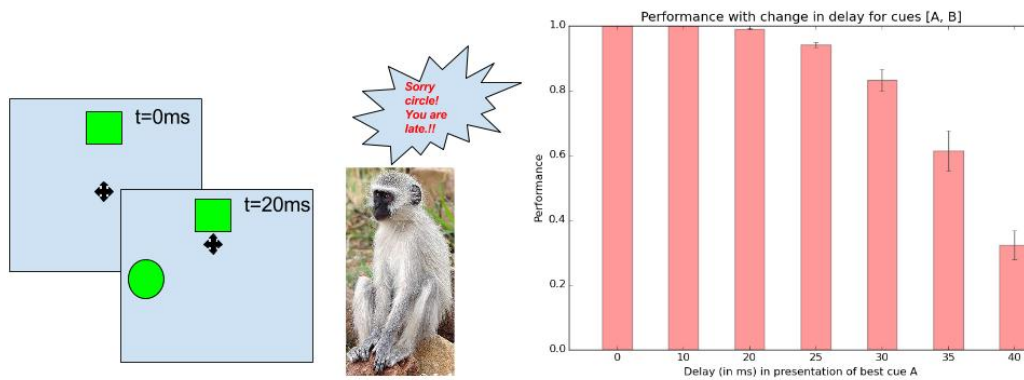 t=0ms
t=20ms
Sorry
circle!
You are
late.!!
Performance with change in delay for cues [A, B]
Performance
1.0
0.8
0.6
0.4
0.2
0.0
0 10 20 25 30 35 40
Delay (in ms) in presentation of best cue A